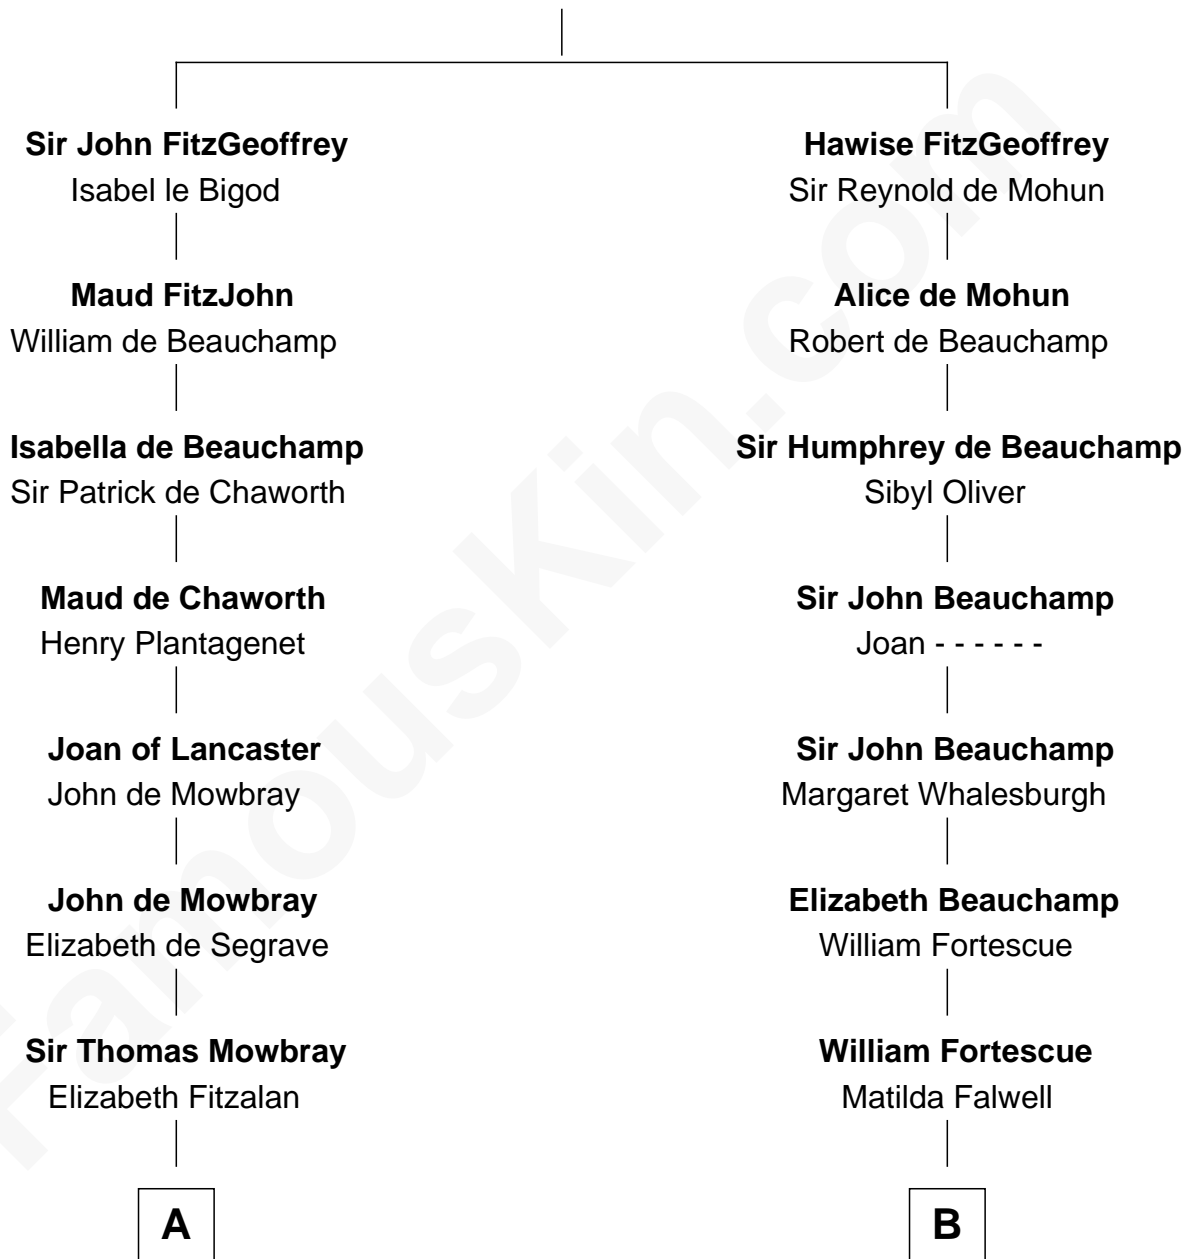 Sir John FitzGeoffrey
Isabel le Bigod
Maud FitzJohn
William de Beauchamp
Isabella de Beauchamp
Sir Patrick de Chaworth
Maud de Chaworth
Henry Plantagenet
Joan of Lancaster
John de Mowbray
John de Mowbray
Elizabeth de Segrave
Sir Thomas Mowbray
Elizabeth Fitzalan
A
Hawise FitzGeoffrey
Sir Reynold de Mohun
Alice de Mohun
Robert de Beauchamp
Sir Humphrey de Beauchamp
Sibyl Oliver
Sir John Beauchamp
Joan - - - - - -
Sir John Beauchamp
Margaret Whalesburgh
Elizabeth Beauchamp
William Fortescue
William Fortescue
Matilda Falwell
B
FamousKin.com